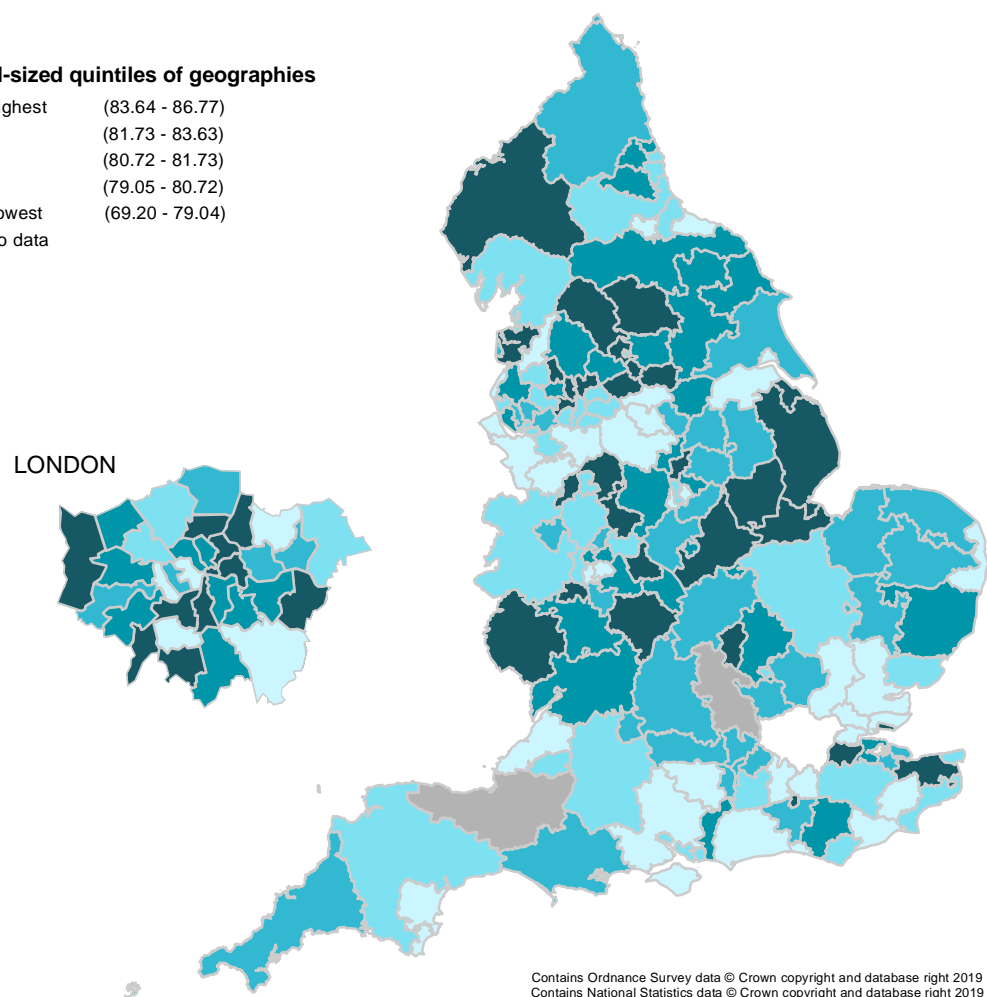 l-sized quintiles of geographies
ghest (83.64 - 86.77)
(81.73 - 83.63)
(80.72 - 81.73)
(79.05 - 80.72)
owest (69.20 - 79.04)
o data
LONDON
Contains Ordnance Survey data © Crown copyright and database right 2019
Contains National Statistics data © Crown copyright and database right 2019